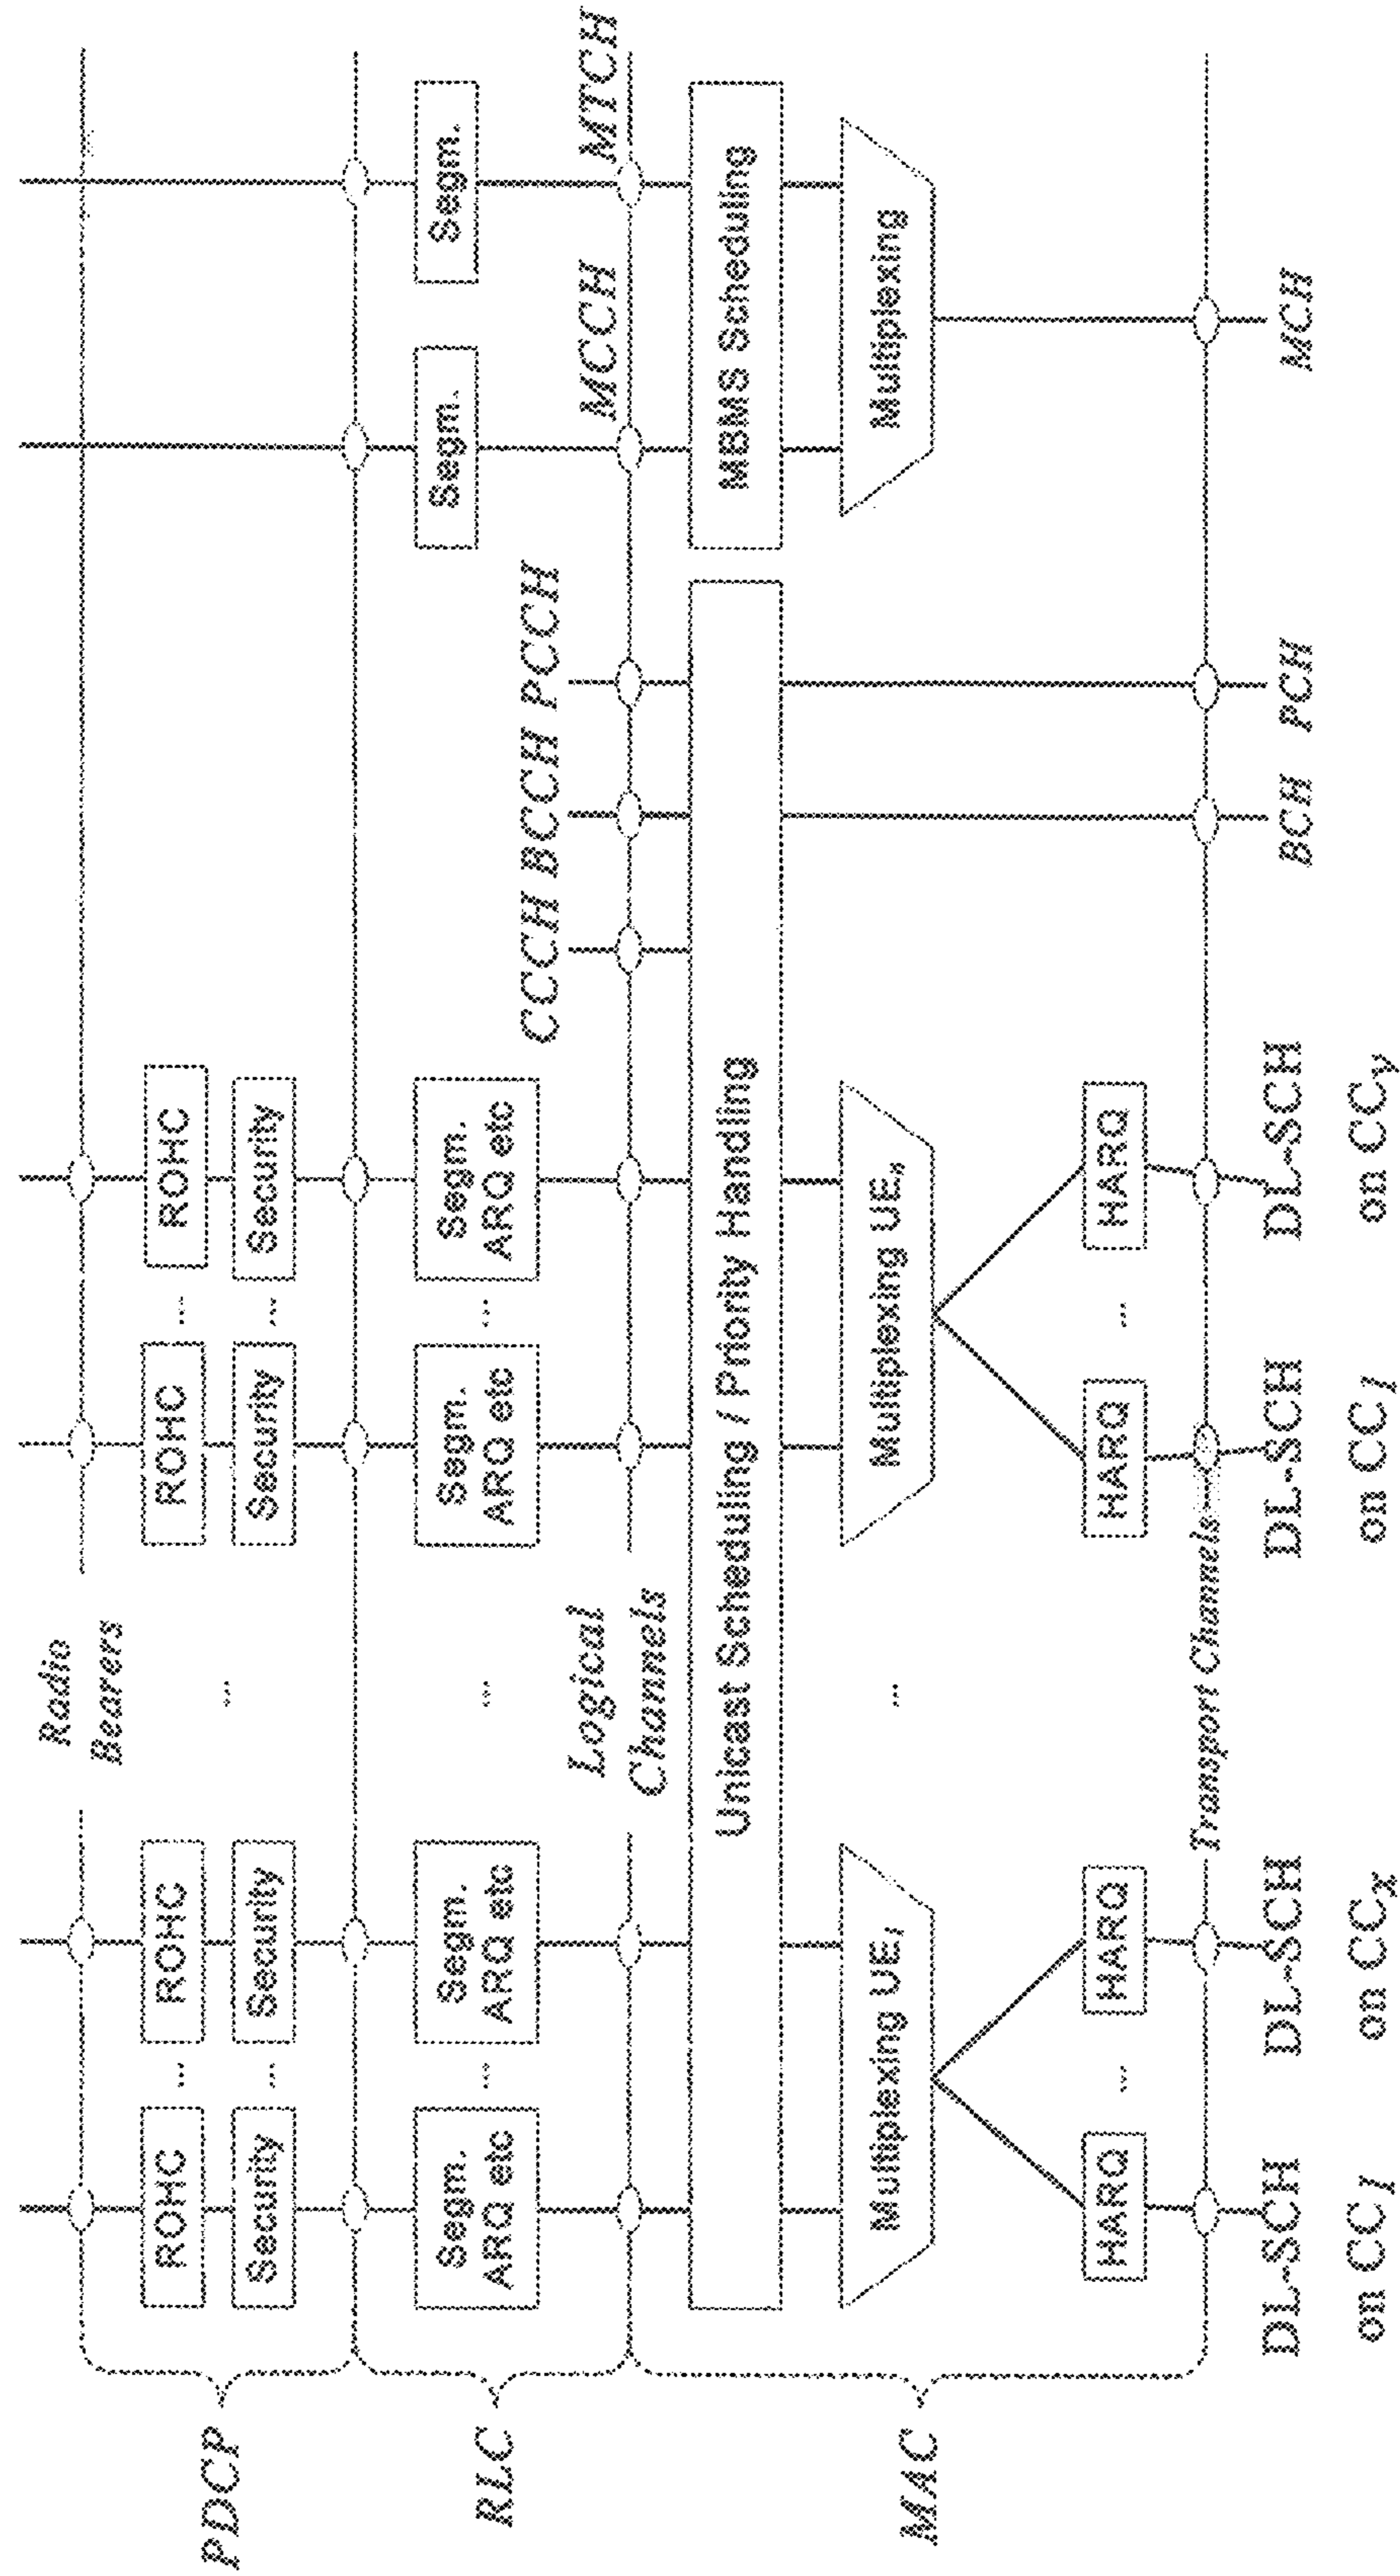 Radio
Bearers
PDCP
ROHC
...
ROHC
...
ROHC
...
ROHC
Security
...
Security
Security
...
Security
RLC
Segm.
ARQ etc
...
Segm.
ARQ etc
...
Segm.
ARQ etc
...
Segm.
ARQ etc
Segm.
Segm.
Logical
Channels
CCCH BCCH PCCH
MCCH
MTCH
MAC
Unicast Scheduling / Priority Handling
MBMS Scheduling
Multiplexing UE1
...
Multiplexing UEn
Multiplexing
HARQ
...
HARQ
HARQ
...
HARQ
Transport Channels
DL-SCH
on CC1
DL-SCH
on CCx
DL-SCH
on CC1
DL-SCH
on CCy
BCH
PCH
MCH